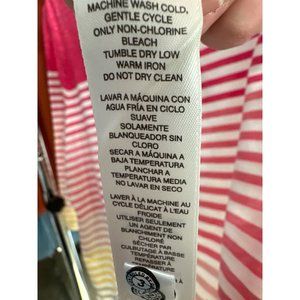 MACHINE WASH COLD,
GENTLE CYCLE
ONLY NON-CHLORINE
BLEACH
TUMBLE DRY LOW
WARM IRON
DO NOT DRY CLEAN
LAVAR A MÁQUINA CON
AGUA FRÍA EN CICLO
SUAVE
SOLAMENTE
BLANQUEADOR SIN
CLORO
SECAR A MÁQUINA A
BAJA TEMPERATURA
PLANCHAR A
TEMPERATURA MEDIA
NO LAVAR EN SECO
LAVER À LA MACHINE AU
CYCLE DÉLICAT À L'EAU
FROIDE
UTILISER SEULEMENT
UN AGENT DE
BLANCHIMENT NON
CHLORÉ
SÉCHER PAR
CULBUTAGE À BASSE
TEMPÉRATURE
REPASSER À
TEMPÉRATURE